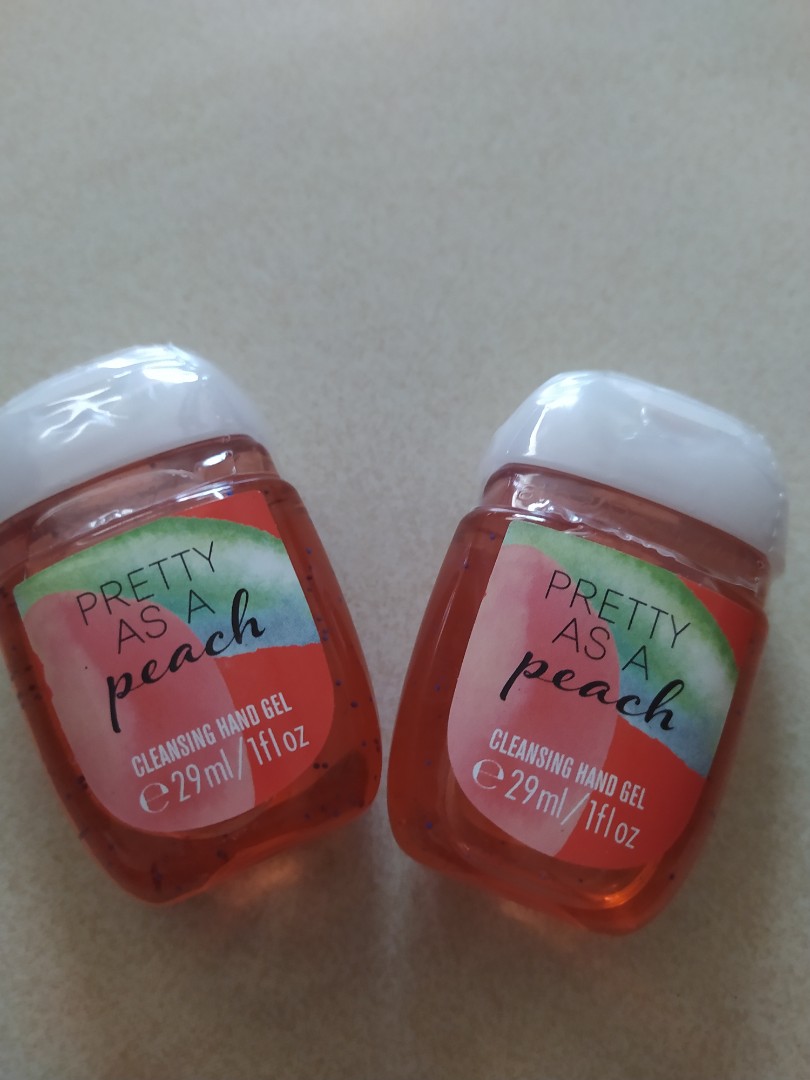 PRETTY
AS A
peach
CLEANSING HAND GEL
℮29ml/1fl oz
PRETTY
AS A
peach
CLEANSING HAND GEL
℮29ml/1fl oz